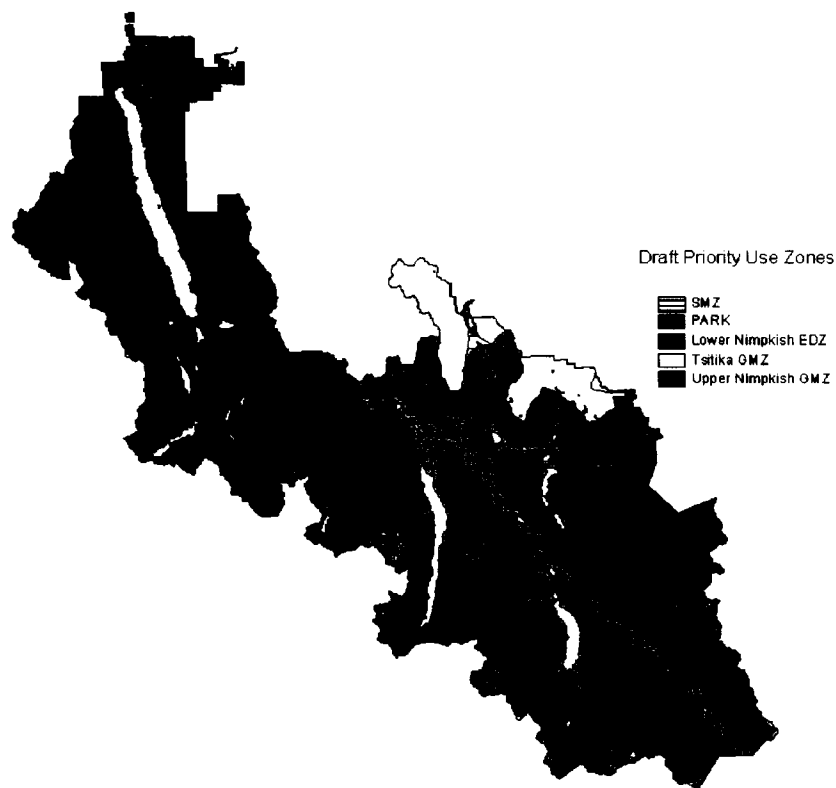 Draft Priority Use Zones
SMZ
PARK
Lower Nimpkish EDZ
Tsitika GMZ
Upper Nimpkish GMZ